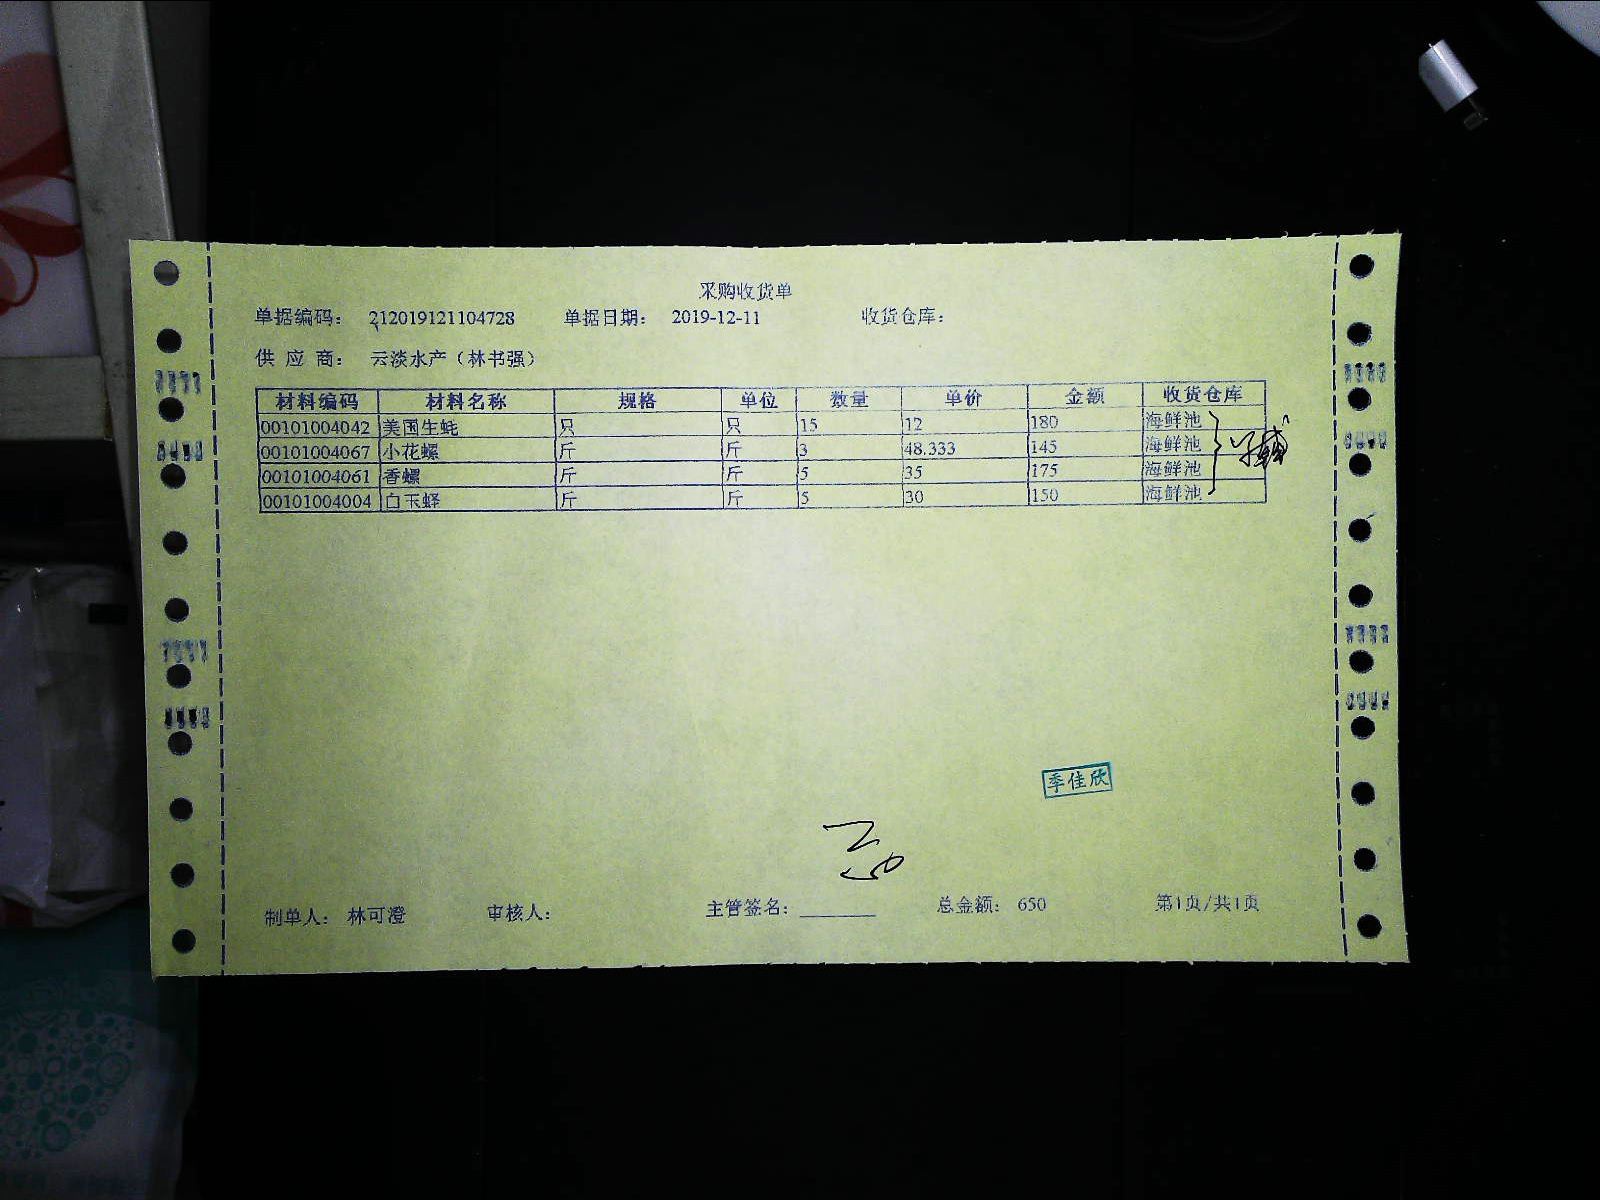 采购收货单
单据编码： 212019121104728 单据日期： 2019-12-11 收货仓库：
供 应 商： 云淡水产（林书强）
材料编码 材料名称 规格 单位 数量 单价 金额 收货仓库
00101004042 美国生蚝 只 只 15 12 180 海鲜池
00101004067 小花螺 斤 斤 3 48.333 145 海鲜池
00101004061 香螺 斤 斤 5 35 175 海鲜池
00101004004 白玉蛏 斤 斤 5 30 150 海鲜池
季佳欣
制单人： 林可澄 审核人： 主管签名： 总金额： 650 第1页/共1页